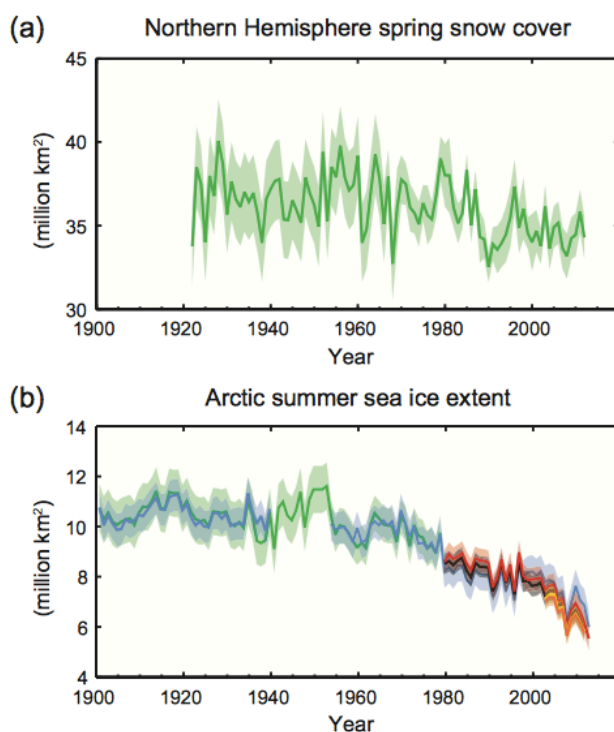 (a) Northern Hemisphere spring snow cover
45
40
35
30
(million km²)
1900 1920 1940 1960 1980 2000
Year
(b) Arctic summer sea ice extent
14
12
10
8
6
4
(million km²)
1900 1920 1940 1960 1980 2000
Year